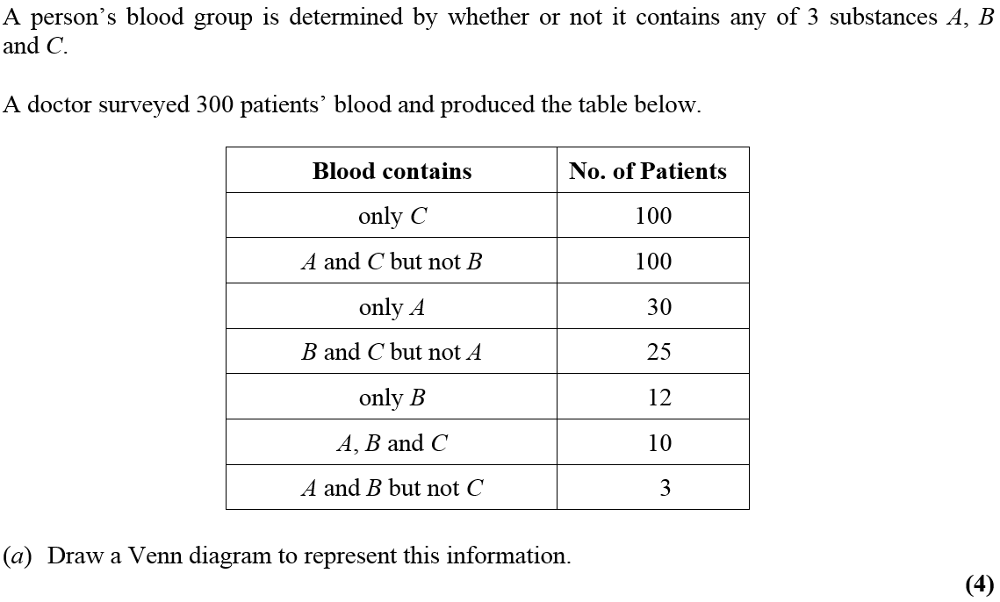 A person’s blood group is determined by whether or not it contains any of 3 substances A, B
and C.
A doctor surveyed 300 patients’ blood and produced the table below.
Blood contains No. of Patients
only C 100
A and C but not B 100
only A 30
B and C but not A 25
only B 12
A, B and C 10
A and B but not C 3
(a) Draw a Venn diagram to represent this information.
(4)